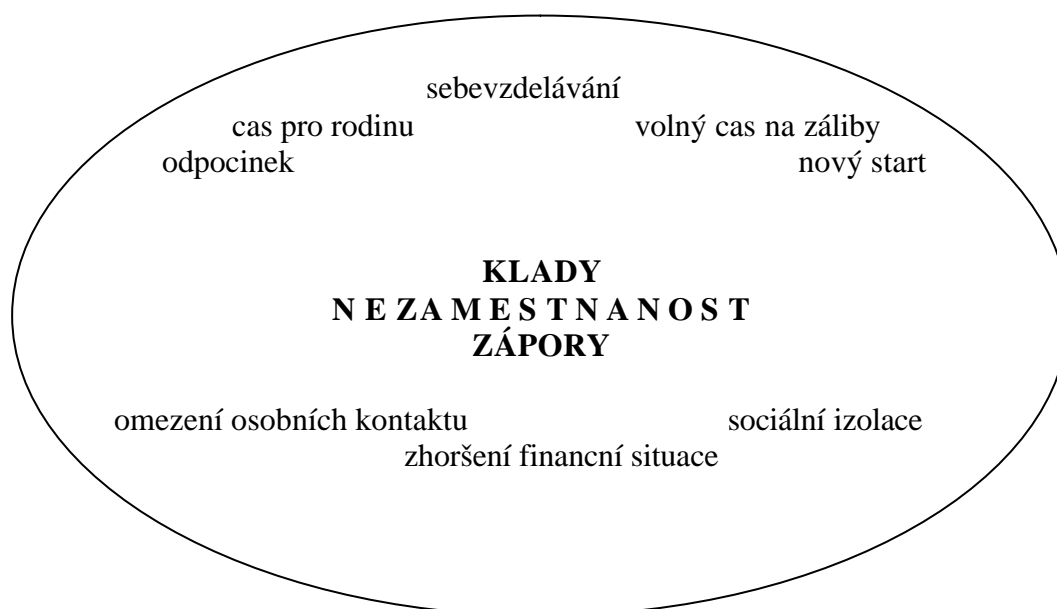 sebevzdelávání
cas pro rodinu volný cas na záliby
odpocinek nový start
KLADY
N E Z A M E S T N A N O S T
ZÁPORY
omezení osobních kontaktu sociální izolace
zhoršení financní situace